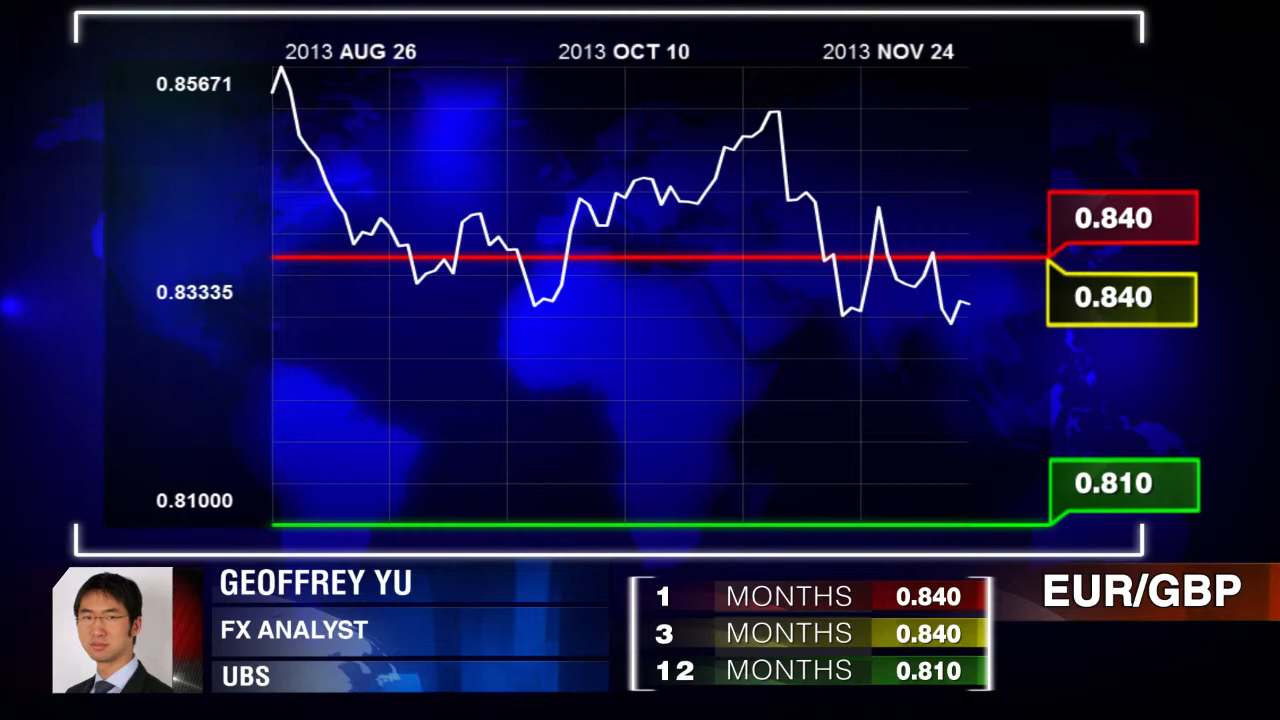 2013 AUG 26
2013 OCT 10
2013 NOV 24
0.85671
0.83335
0.81000
0.840
0.840
0.810
GEOFFREY YU
FX ANALYST
UBS
1 MONTHS 0.840
3 MONTHS 0.840
12 MONTHS 0.810
EUR/GBP